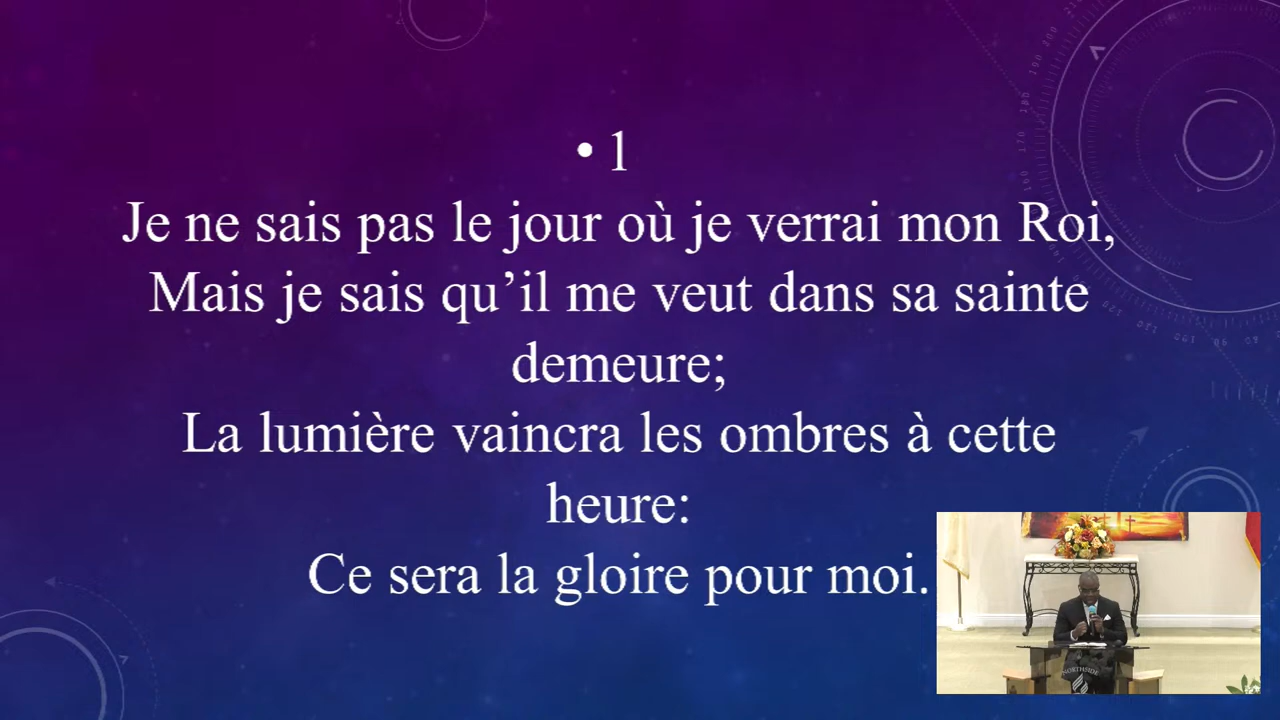 • 1
Je ne sais pas le jour où je verrai mon Roi,
Mais je sais qu’il me veut dans sa sainte
demeure;
La lumière vaincra les ombres à cette
heure:
Ce sera la gloire pour moi.
NORTHSIDE